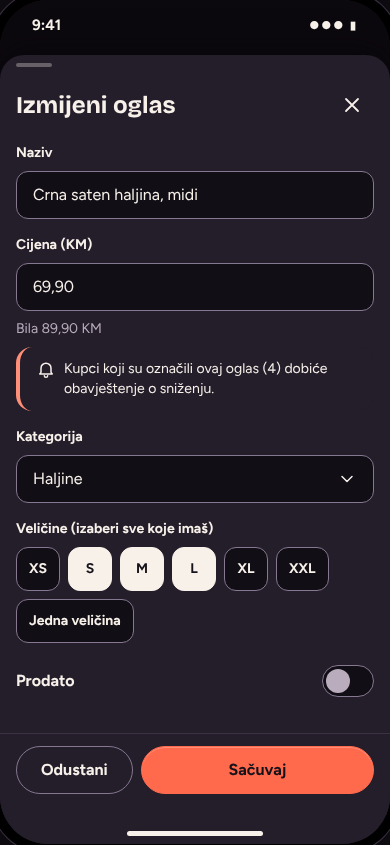 9:41
Izmijeni oglas
Naziv
Crna saten haljina, midi
Cijena (KM)
69,90
Bila 89,90 KM
Kupci koji su označili ovaj oglas (4) dobiće
obavještenje o sniženju.
Kategorija
Haljine
Veličine (izaberi sve koje imaš)
XS S M L XL XXL
Jedna veličina
Prodato
Odustani Sačuvaj